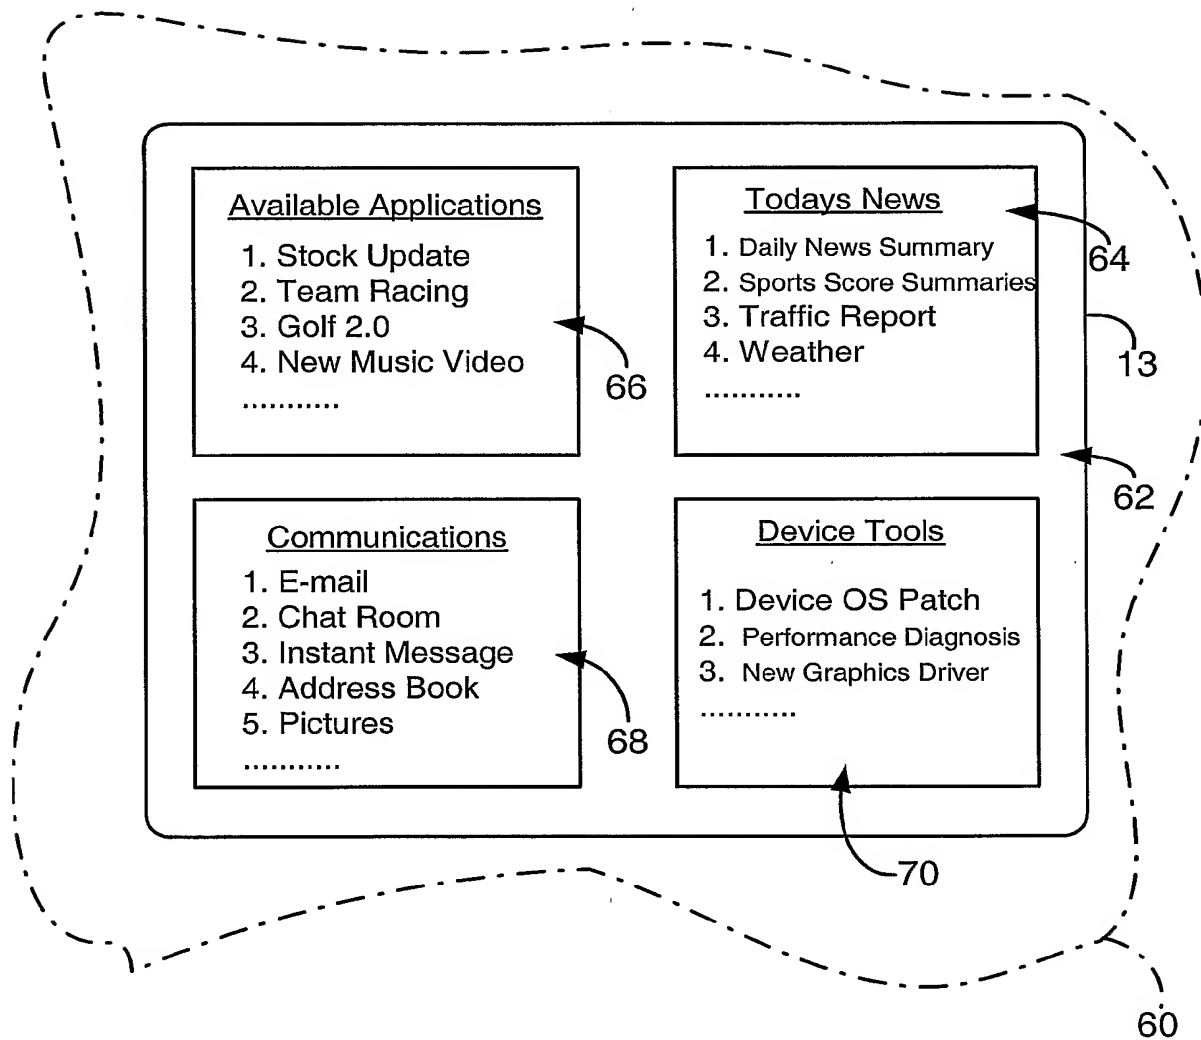 Available Applications
1. Stock Update
2. Team Racing
3. Golf 2.0
4. New Music Video
...........
66
Todays News
1. Daily News Summary
2. Sports Score Summaries
3. Traffic Report
4. Weather
...........
64
13
62
Communications
1. E-mail
2. Chat Room
3. Instant Message
4. Address Book
5. Pictures
...........
68
Device Tools
1. Device OS Patch
2. Performance Diagnosis
3. New Graphics Driver
...........
70
60